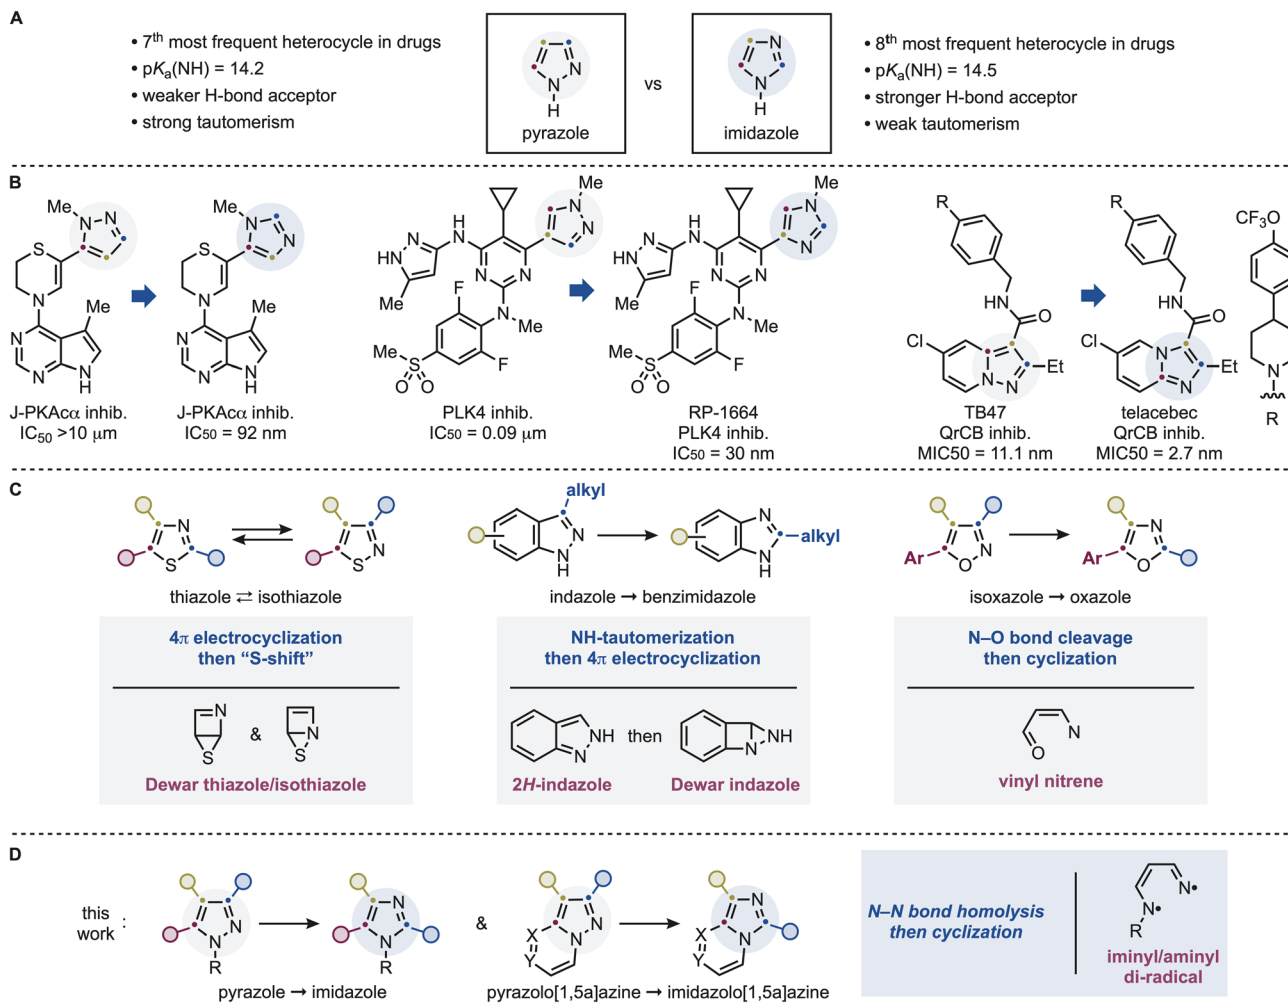 A
• 7th most frequent heterocycle in drugs
• pKa(NH) = 14.2
• weaker H-bond acceptor
• strong tautomerism
N
N
H
pyrazole
vs
N
N
H
imidazole
• 8th most frequent heterocycle in drugs
• pKa(NH) = 14.5
• stronger H-bond acceptor
• weak tautomerism
B
Me
N
N
S
N
Me
N
N
N
H
J-PKAcα inhib.
IC50 >10 μm
Me
N
N
S
N
Me
N
N
N
H
J-PKAcα inhib.
IC50 = 92 nm
Me
N
N
H
N
N
HN
Me
N
N
F
N
Me
F
Me
S
O
O
PLK4 inhib.
IC50 = 0.09 μm
Me
N
N
H
N
N
HN
Me
N
N
F
N
Me
F
Me
S
O
O
RP-1664
PLK4 inhib.
IC50 = 30 nm
R
HN
O
Cl
N
N
Et
TB47
QrCB inhib.
MIC50 = 11.1 nm
R
HN
O
Cl
N
N
Et
telacebec
QrCB inhib.
MIC50 = 2.7 nm
CF3O
N
R
C
N
S
N
S
thiazole ⇄ isothiazole
4π electrocyclization
then “S-shift”
N
S
&
N
S
Dewar thiazole/isothiazole
alkyl
N
N
H
N
alkyl
N
H
indazole → benzimidazole
NH-tautomerization
then 4π electrocyclization
NH
N
then
NH
N
2H-indazole
Dewar indazole
Ar
O
N
Ar
O
N
isoxazole → oxazole
N–O bond cleavage
then cyclization
O
N
vinyl nitrene
D
this
work
:
N
N
R
N
N
R
pyrazole → imidazole
&
X
Y
N
N
X
Y
N
N
pyrazolo[1,5a]azine → imidazolo[1,5a]azine
N–N bond homolysis
then cyclization
N•
N•
R
iminyl/aminyl
di-radical